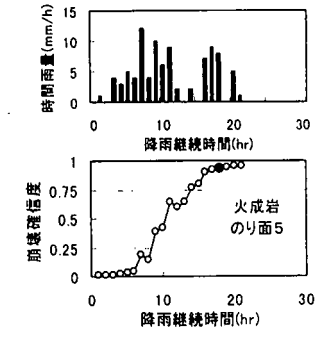 時間雨量(mm/h)
15
10
5
0
0 10 20 30
降雨継続時間(hr)
崩壊確信度
1
0.75
0.5
0.25
0
火成岩
のり面5
0 10 20 30
降雨継続時間(hr)